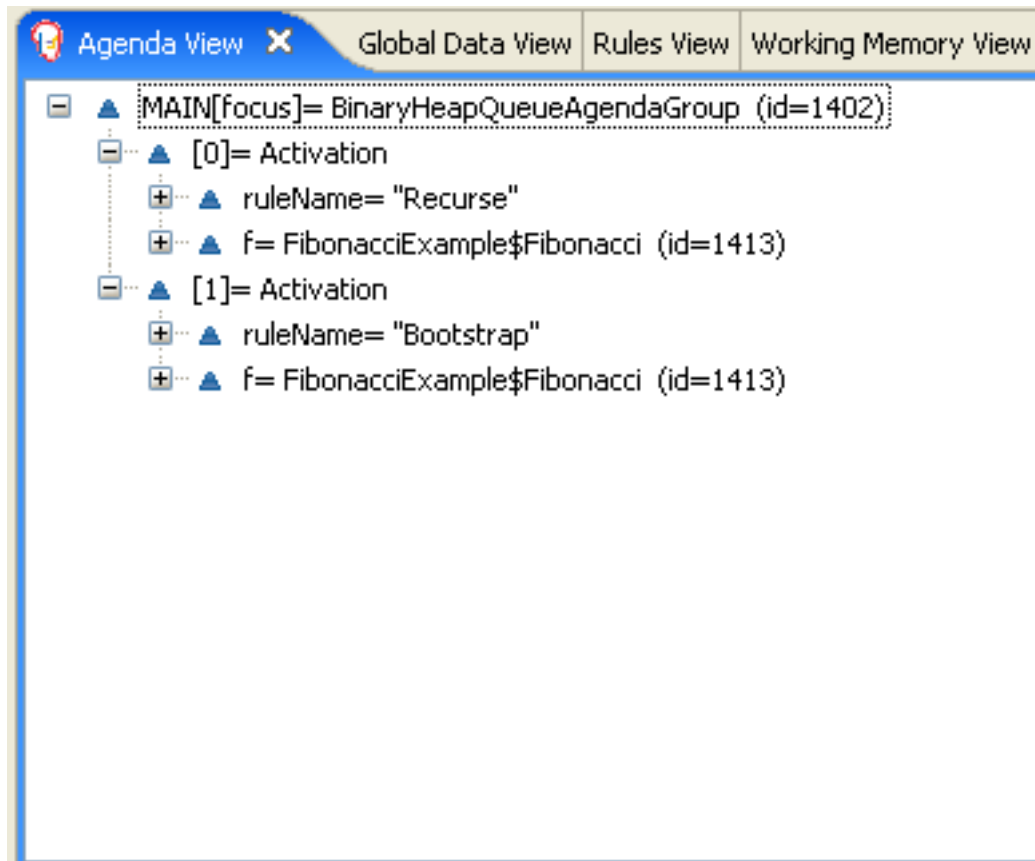 Agenda View Global Data View Rules View Working Memory View
MAIN[focus]= BinaryHeapQueueAgendaGroup (id=1402)
[0]= Activation
ruleName= "Recurse"
f= FibonacciExample$Fibonacci (id=1413)
[1]= Activation
ruleName= "Bootstrap"
f= FibonacciExample$Fibonacci (id=1413)